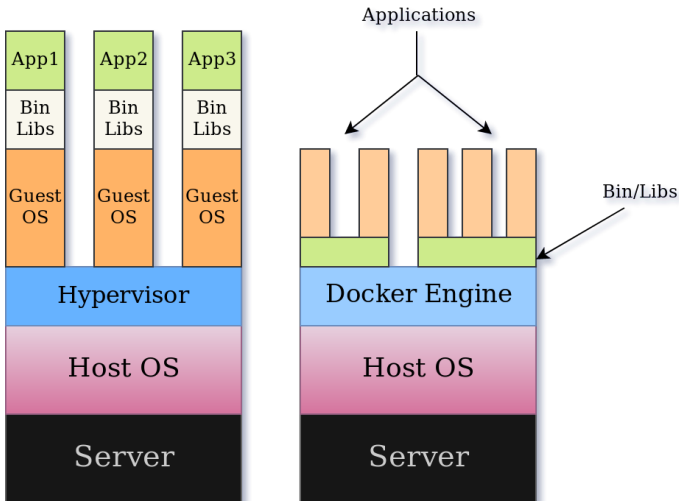 Applications
App1
App2
App3
Bin
Libs
Bin
Libs
Bin
Libs
Bin/Libs
Guest
OS
Guest
OS
Guest
OS
Hypervisor
Docker Engine
Host OS
Host OS
Server
Server